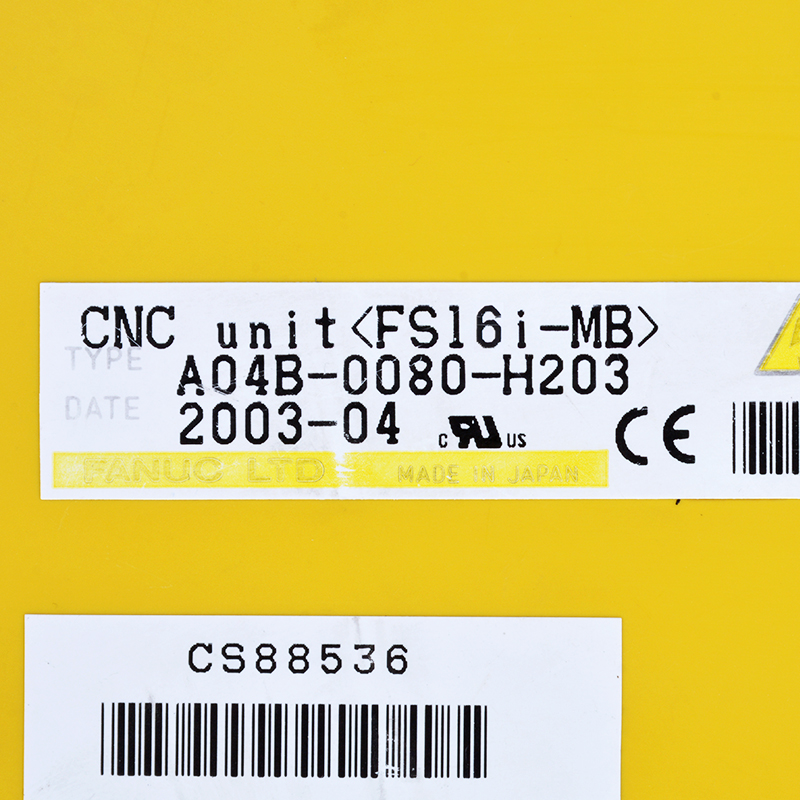 CNC unit<FS16i-MB>
TYPE A04B-0080-H203
DATE 2003-04 c UR US CE
FANUC LTD MADE IN JAPAN
CS88536